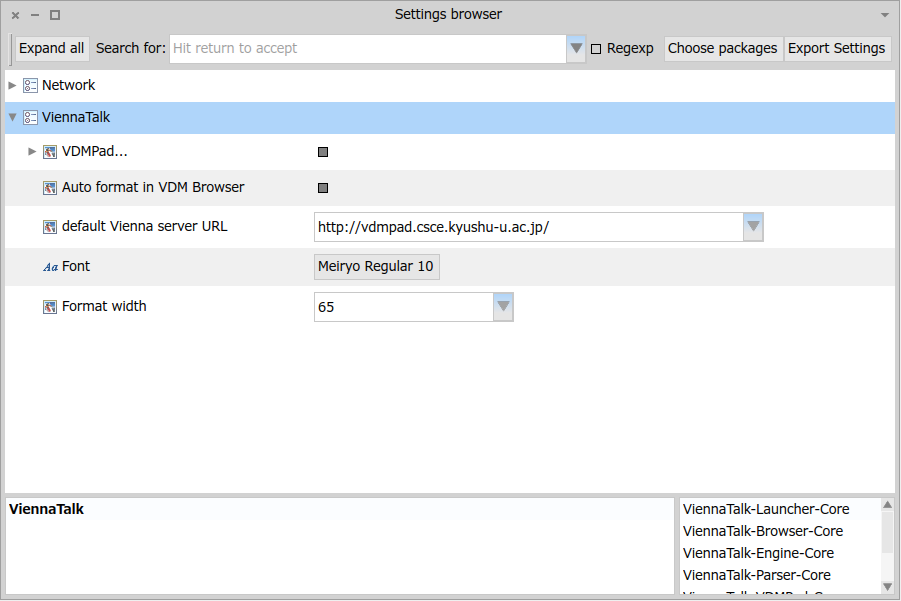 Settings browser
Expand all Search for: Hit return to accept Regexp Choose packages Export Settings
Network
ViennaTalk
VDMPad...
Auto format in VDM Browser
default Vienna server URL http://vdmpad.csce.kyushu-u.ac.jp/
Aa Font Meiryo Regular 10
Format width 65
ViennaTalk
ViennaTalk-Launcher-Core
ViennaTalk-Browser-Core
ViennaTalk-Engine-Core
ViennaTalk-Parser-Core